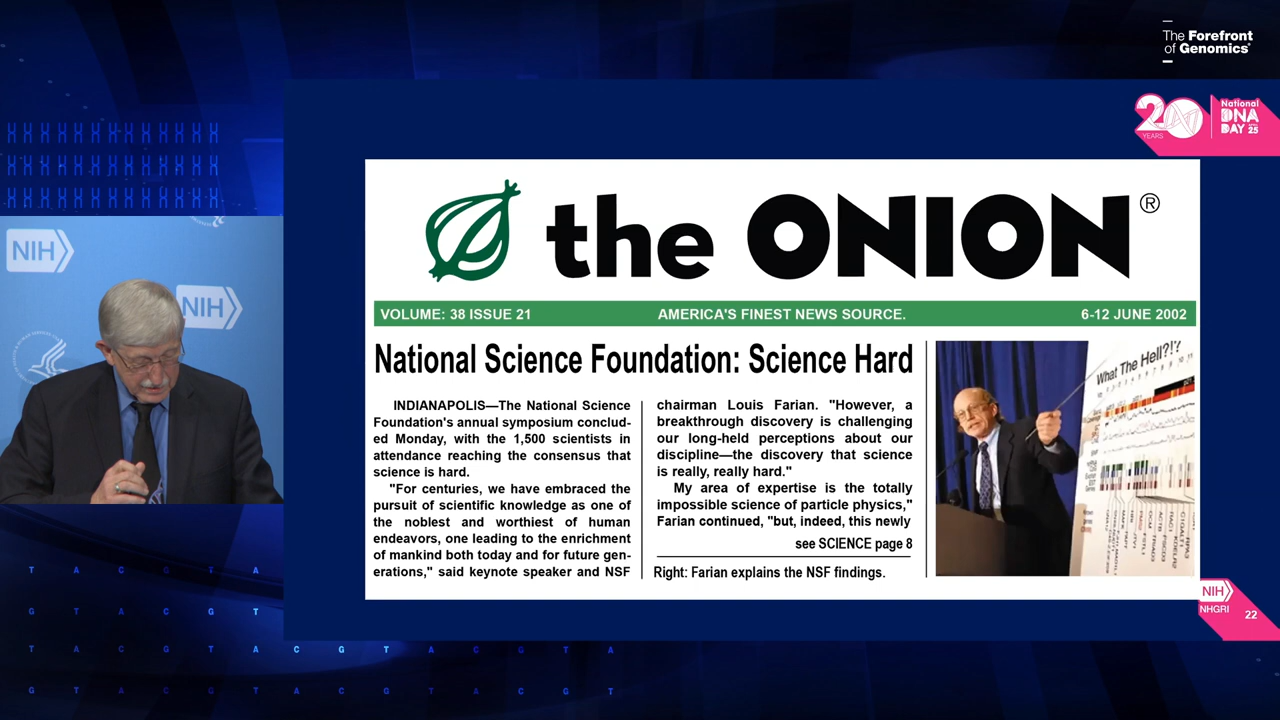 The Forefront
of Genomics®
20
YEARS
National
DNA
DAY APRIL 25
NIH
NIH
the ONION®
VOLUME: 38 ISSUE 21 AMERICA'S FINEST NEWS SOURCE. 6-12 JUNE 2002
National Science Foundation: Science Hard
INDIANAPOLIS—The National Science
Foundation's annual symposium conclud-
ed Monday, with the 1,500 scientists in
attendance reaching the consensus that
science is hard.
"For centuries, we have embraced the
pursuit of scientific knowledge as one of
the noblest and worthiest of human
endeavors, one leading to the enrichment
of mankind both today and for future gen-
erations," said keynote speaker and NSF
chairman Louis Farian. "However, a
breakthrough discovery is challenging
our long-held perceptions about our
discipline—the discovery that science
is really, really hard."
My area of expertise is the totally
impossible science of particle physics,"
Farian continued, "but, indeed, this newly
see SCIENCE page 8
Right: Farian explains the NSF findings.
What The Hell?!?
NIH
NHGRI
22
T A C G T A
G T A C G T
T A C G T A C G T A C G T A
G T A C G T A C G T A C G T